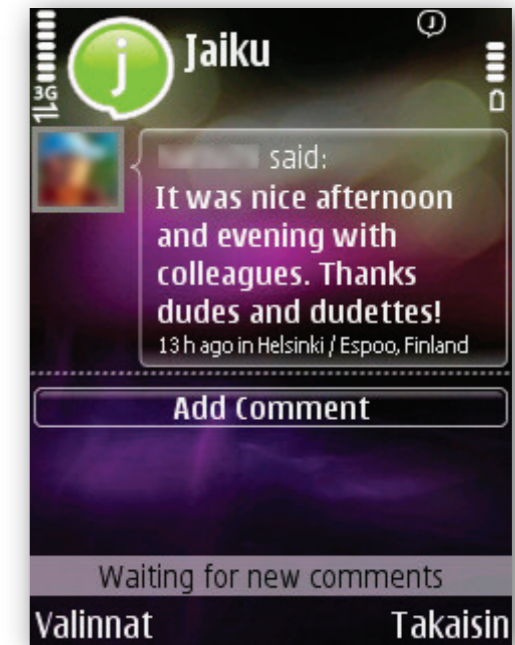 3G
j
Jaiku
J
said:
It was nice afternoon
and evening with
colleagues. Thanks
dudes and dudettes!
13 h ago in Helsinki / Espoo, Finland
Add Comment
Waiting for new comments
Valinnat Takaisin